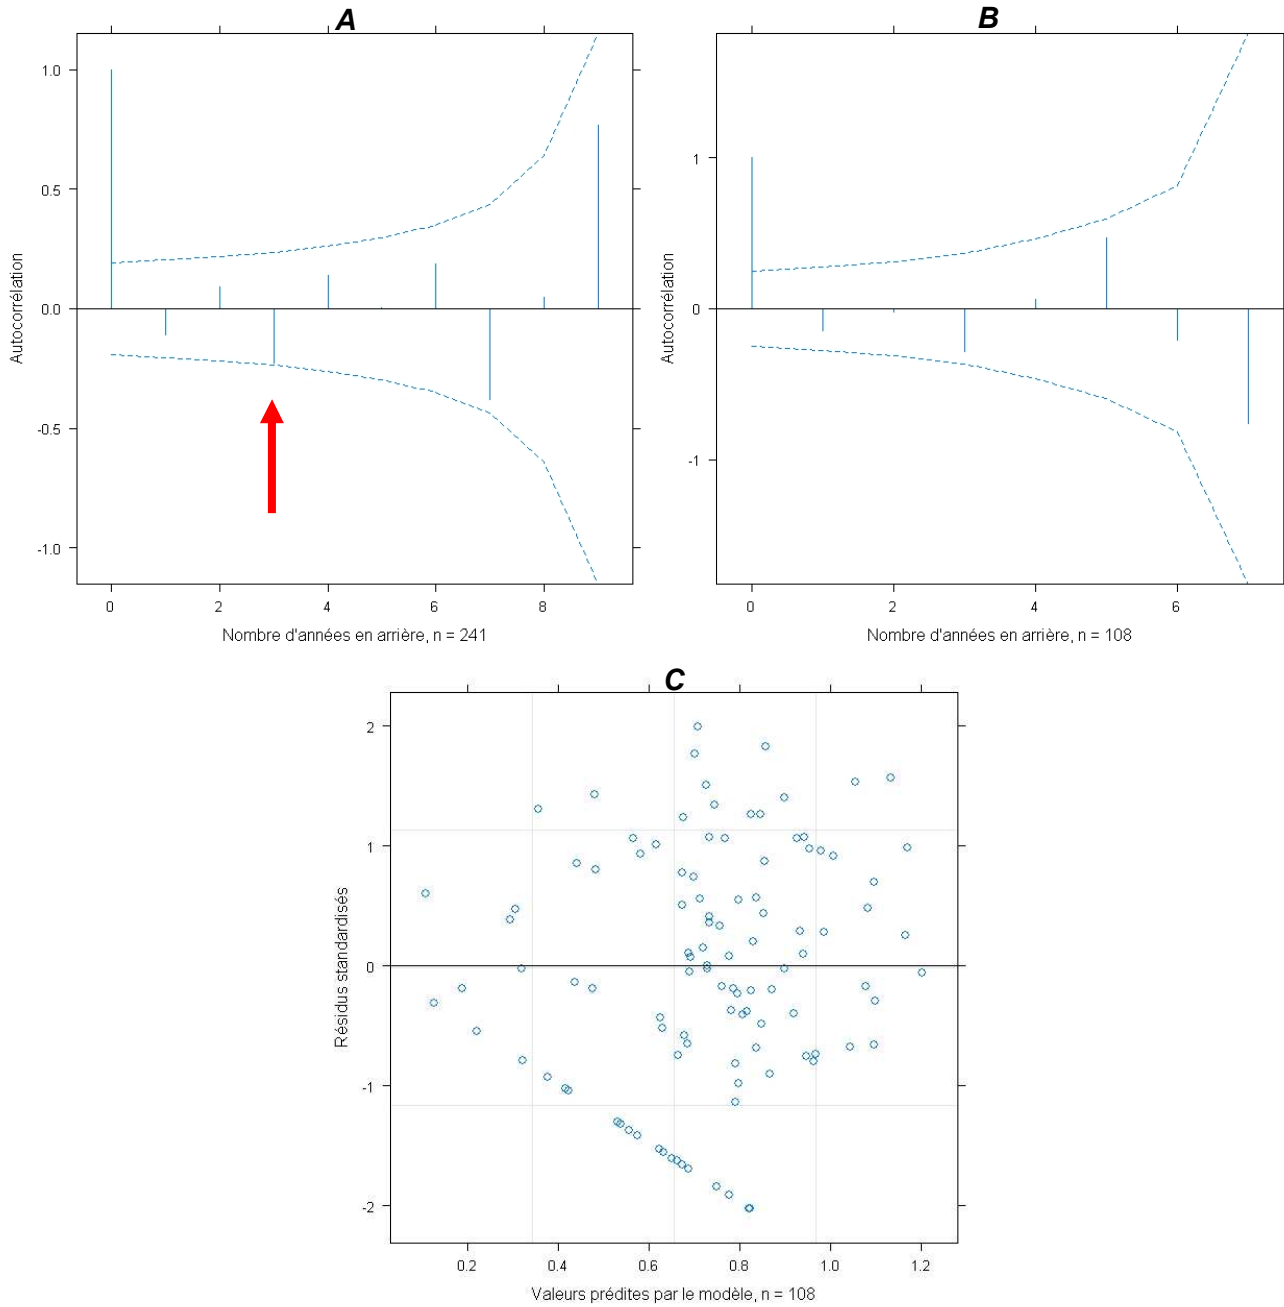 A
Autocorrélation
1.0
0.5
0.0
-0.5
-1.0
0 2 4 6 8
Nombre d'années en arrière, n = 241
B
Autocorrélation
1
0
-1
0 2 4 6
Nombre d'années en arrière, n = 108
C
Résidus standardisés
2
1
0
-1
-2
0.2 0.4 0.6 0.8 1.0 1.2
Valeurs prédites par le modèle, n = 108